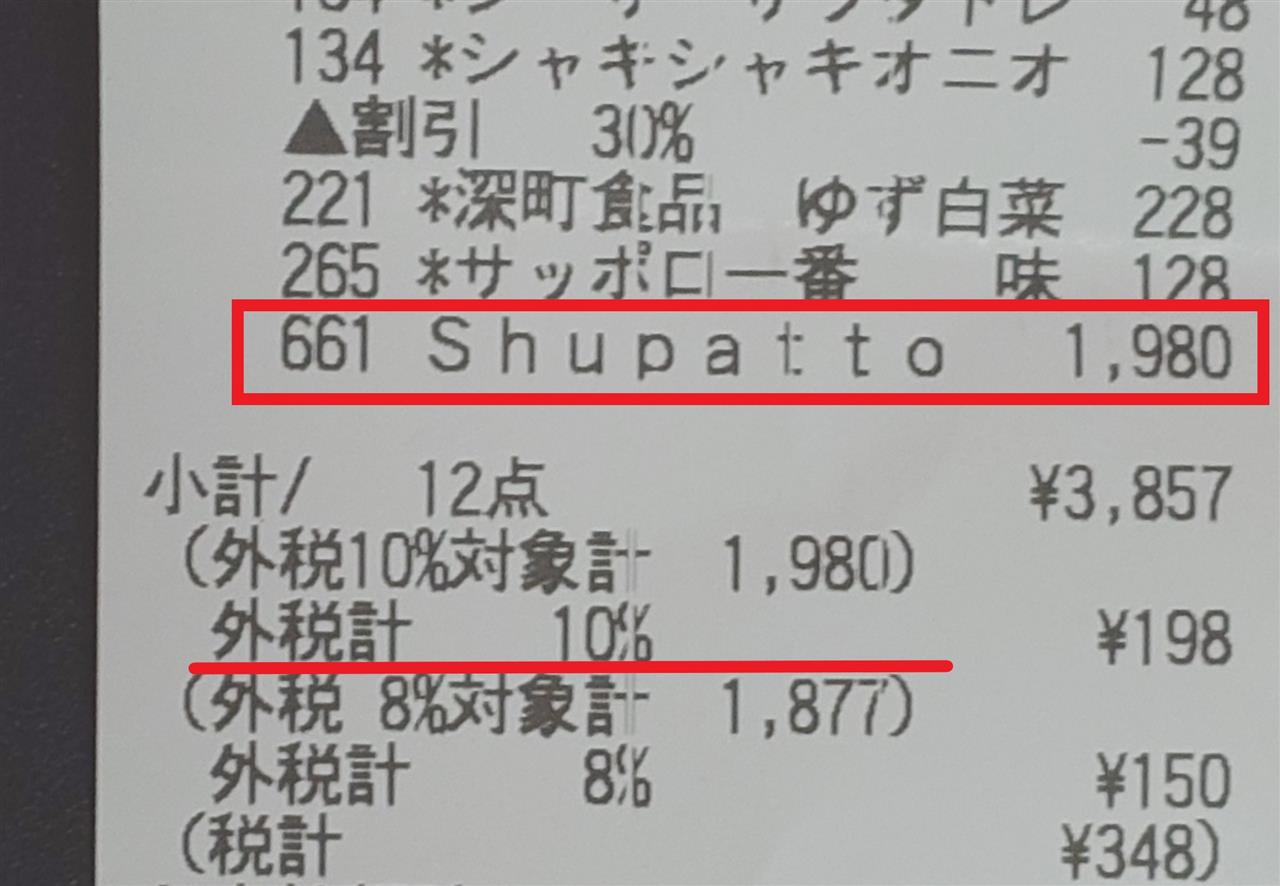 134 *シャキシャキオニオ 128
▲割引 30% -39
221 *深町食品 ゆず白菜 228
265 *サッポロ一番 味 128
661 Shupatto 1,980
小計/ 12点 ¥3,857
(外税10%対象計 1,980)
外税計 10% ¥198
(外税 8%対象計 1,877)
外税計 8% ¥150
(税計 ¥348)